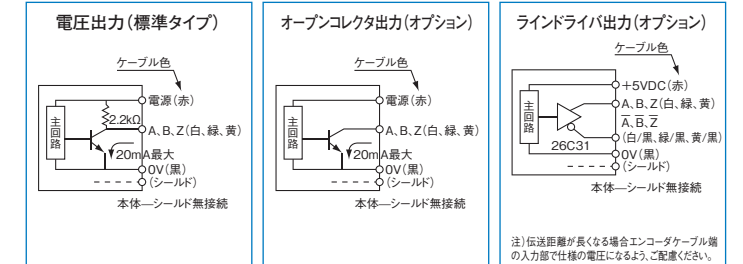 電圧出力(標準タイプ)
ケーブル色
電源(赤)
2.2kΩ
主回路
A、B、Z(白、緑、黄)
20mA最大
0V(黒)
(シールド)
本体―シールド無接続
オープンコレクタ出力(オプション)
ケーブル色
電源(赤)
主回路
A、B、Z(白、緑、黄)
20mA最大
0V(黒)
(シールド)
本体―シールド無接続
ラインドライバ出力(オプション)
ケーブル色
+5VDC(赤)
主回路
A、B、Z(白、緑、黄)
A̅、B̅、Z̅
(白/黒、緑/黒、黄/黒)
26C31
0V(黒)
(シールド)
本体―シールド無接続
注)伝送距離が長くなる場合エンコーダケーブル端
の入力部で仕様の電圧になるよう、ご配慮ください。